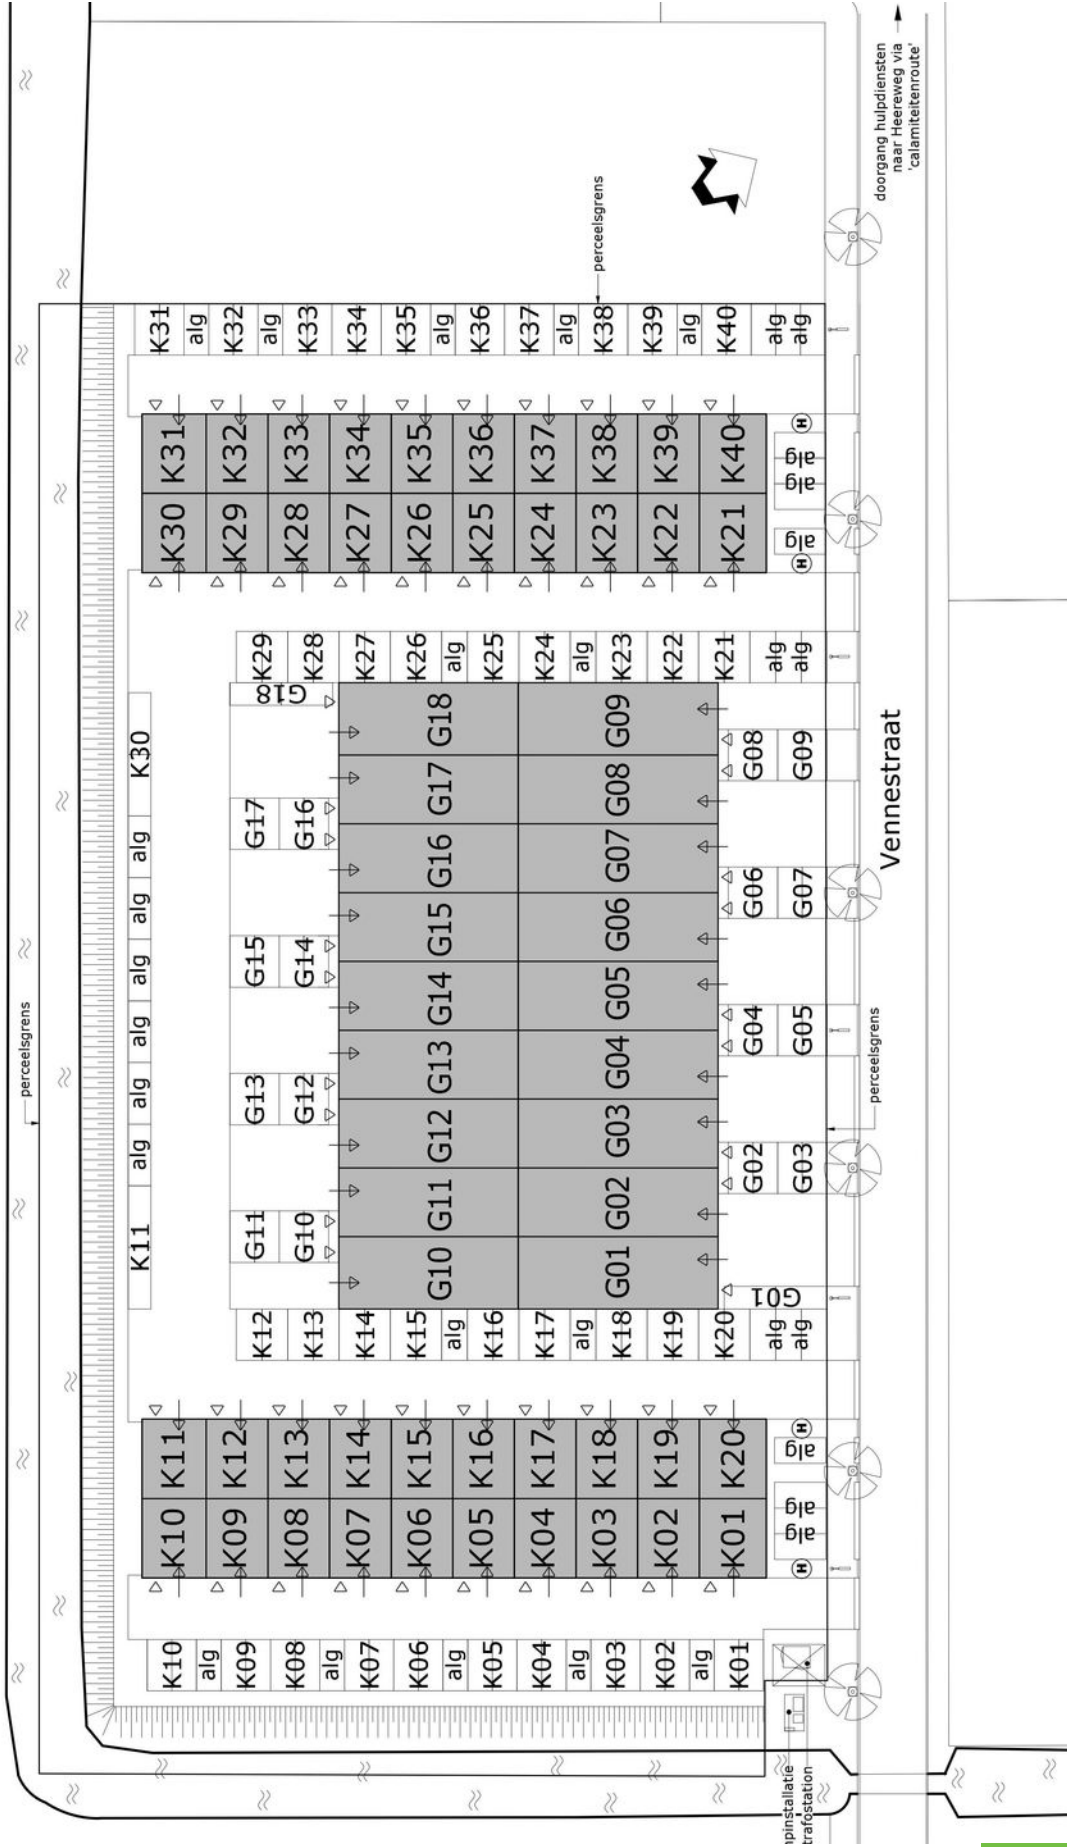 doorgang hulpdiensten
naar Heereweg via
'calamiteitenroute'
perceelsgrens
K31 alg K32 alg K33 K34 K35 alg K36 K37 alg K38 K39 alg K40 alg alg
K31 K32 K33 K34 K35 K36 K37 K38 K39 K40
H
alg
alg
K30 K29 K28 K27 K26 K25 K24 K23 K22 K21
alg
H
K29 K28 K27 K26 alg K25 K24 alg K23 K22 K21 alg alg
G18
K30
alg
alg
alg
alg
alg
alg
K11
G17 G16
G15 G14
G13 G12
G11 G10
G18 G09
G17 G08
G16 G07
G15 G06
G14 G05
G13 G04
G12 G03
G11 G02
G10 G01
G08 G09
G06 G07
G04 G05
G02 G03
G01
Vennestraat
perceelsgrens
perceelsgrens
K12 K13 K14 K15 alg K16 K17 alg K18 K19 K20 alg alg
K11 K12 K13 K14 K15 K16 K17 K18 K19 K20
H
alg
K10 K09 K08 K07 K06 K05 K04 K03 K02 K01
alg
alg
H
K10 alg K09 K08 alg K07 K06 alg K05 K04 alg K03 K02 alg K01
pinstallatie
trafostation